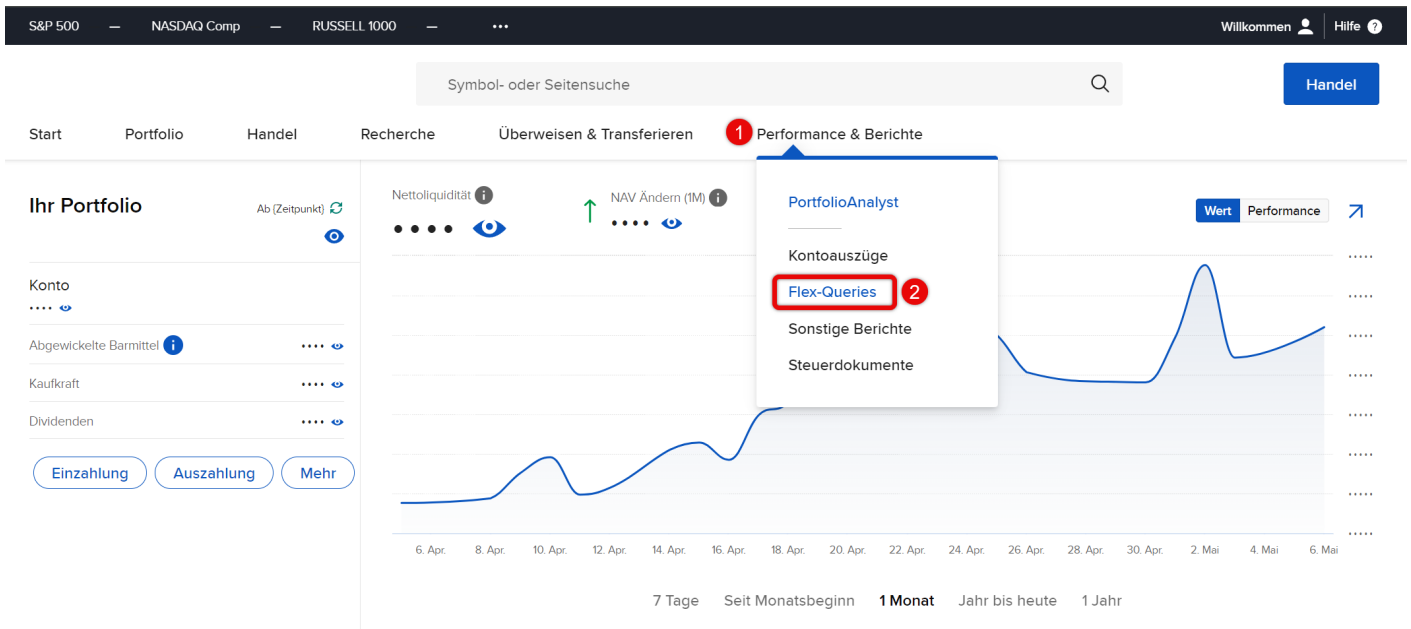 S&P 500 — NASDAQ Comp — RUSSELL 1000 — ••• Willkommen Hilfe ?
Symbol- oder Seitensuche Handel
Start Portfolio Handel Recherche Überweisen & Transferieren 1 Performance & Berichte
Ihr Portfolio Ab {Zeitpunkt}
Nettoliquidität i NAV Ändern (1M) i
•••• ••••
PortfolioAnalyst
Kontoauszüge
Flex-Queries 2
Sonstige Berichte
Steuerdokumente
Wert Performance
Konto
••••
Abgewickelte Barmittel i ••••
Kaufkraft ••••
Dividenden ••••
Einzahlung Auszahlung Mehr
•••••
•••••
•••••
•••••
•••••
•••••
•••••
•••••
6. Apr. 8. Apr. 10. Apr. 12. Apr. 14. Apr. 16. Apr. 18. Apr. 20. Apr. 22. Apr. 24. Apr. 26. Apr. 28. Apr. 30. Apr. 2. Mai 4. Mai 6. Mai
7 Tage Seit Monatsbeginn 1 Monat Jahr bis heute 1 Jahr